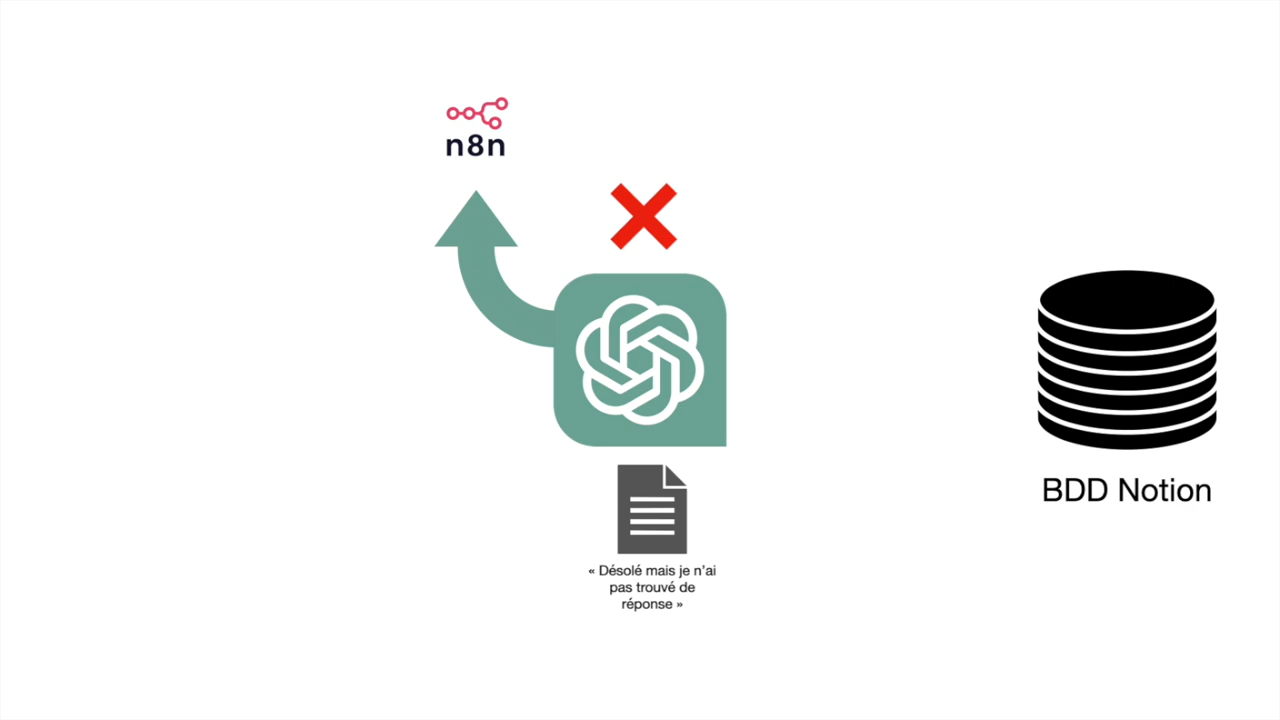 n8n
BDD Notion
« Désolé mais je n'ai
pas trouvé de
réponse »